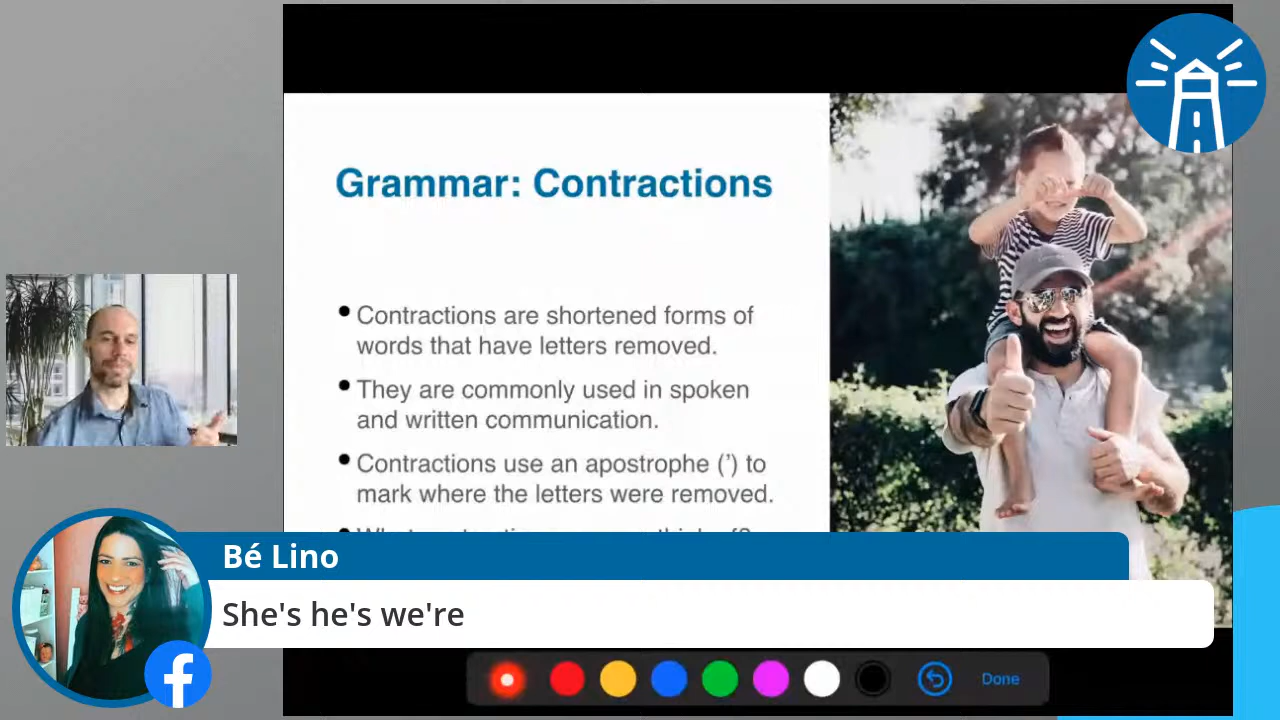 Grammar: Contractions
• Contractions are shortened forms of
words that have letters removed.
• They are commonly used in spoken
and written communication.
• Contractions use an apostrophe (’) to
mark where the letters were removed.
Bé Lino
She's he's we're
Done